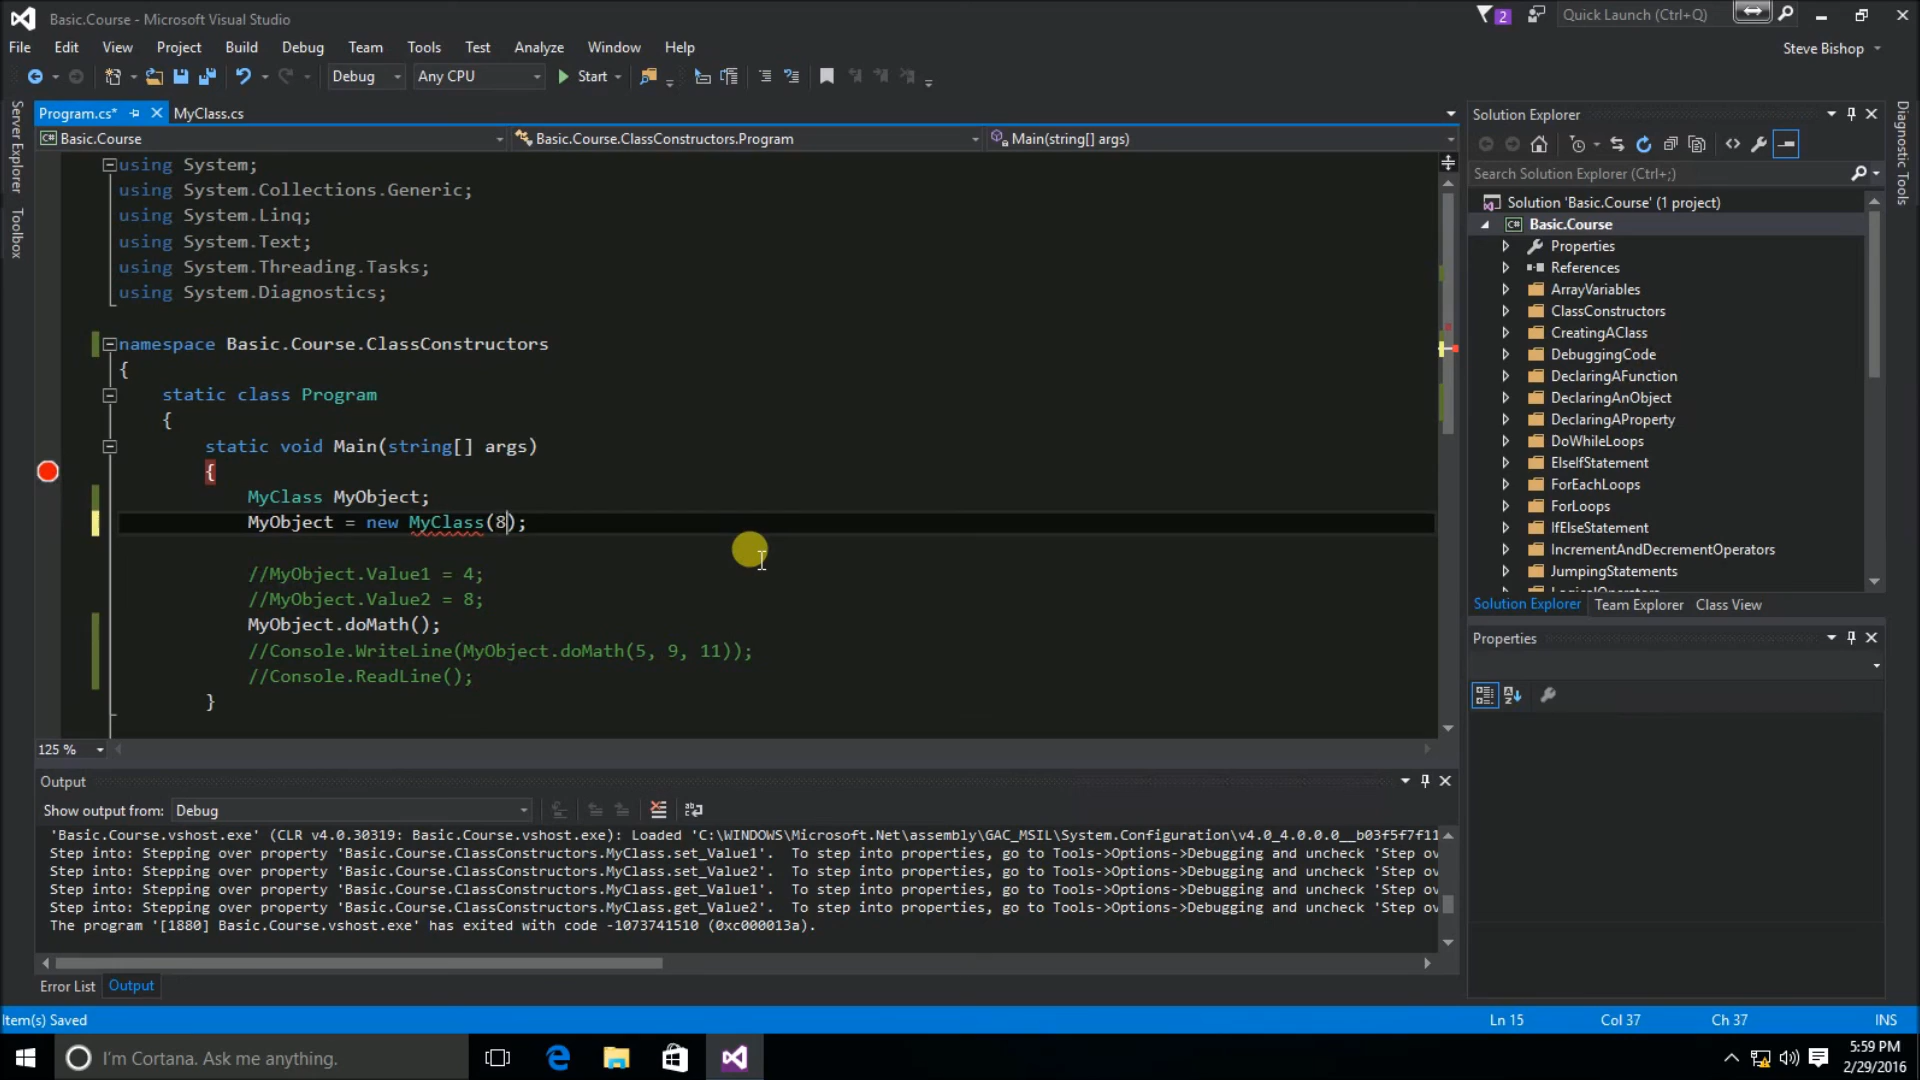 Basic.Course - Microsoft Visual Studio
2
Quick Launch (Ctrl+Q)
File Edit View Project Build Debug Team Tools Test Analyze Window Help
Steve Bishop
Debug
Any CPU
Start
Server Explorer
Toolbox
Program.cs*
MyClass.cs
Basic.Course
Basic.Course.ClassConstructors.Program
Main(string[] args)
using System;
using System.Collections.Generic;
using System.Linq;
using System.Text;
using System.Threading.Tasks;
using System.Diagnostics;
namespace Basic.Course.ClassConstructors
{
static class Program
{
static void Main(string[] args)
{
MyClass MyObject;
MyObject = new MyClass(8);
//MyObject.Value1 = 4;
//MyObject.Value2 = 8;
MyObject.doMath();
//Console.WriteLine(MyObject.doMath(5, 9, 11));
//Console.ReadLine();
}
125 %
Solution Explorer
Search Solution Explorer (Ctrl+;)
Solution 'Basic.Course' (1 project)
Basic.Course
Properties
References
ArrayVariables
ClassConstructors
CreatingAClass
DebuggingCode
DeclaringAFunction
DeclaringAnObject
DeclaringAProperty
DoWhileLoops
ElseIfStatement
ForEachLoops
ForLoops
IfElseStatement
IncrementAndDecrementOperators
JumpingStatements
Solution Explorer Team Explorer Class View
Properties
Diagnostic Tools
Output
Show output from: Debug
'Basic.Course.vshost.exe' (CLR v4.0.30319: Basic.Course.vshost.exe): Loaded 'C:\WINDOWS\Microsoft.Net\assembly\GAC_MSIL\System.Configuration\v4.0_4.0.0.0__b03f5f7f11
Step into: Stepping over property 'Basic.Course.ClassConstructors.MyClass.set_Value1'. To step into properties, go to Tools->Options->Debugging and uncheck 'Step ov
Step into: Stepping over property 'Basic.Course.ClassConstructors.MyClass.set_Value2'. To step into properties, go to Tools->Options->Debugging and uncheck 'Step ov
Step into: Stepping over property 'Basic.Course.ClassConstructors.MyClass.get_Value1'. To step into properties, go to Tools->Options->Debugging and uncheck 'Step ov
Step into: Stepping over property 'Basic.Course.ClassConstructors.MyClass.get_Value2'. To step into properties, go to Tools->Options->Debugging and uncheck 'Step ov
The program '[1880] Basic.Course.vshost.exe' has exited with code -1073741510 (0xc000013a).
Error List Output
Item(s) Saved
Ln 15
Col 37
Ch 37
INS
I'm Cortana. Ask me anything.
5:59 PM
2/29/2016